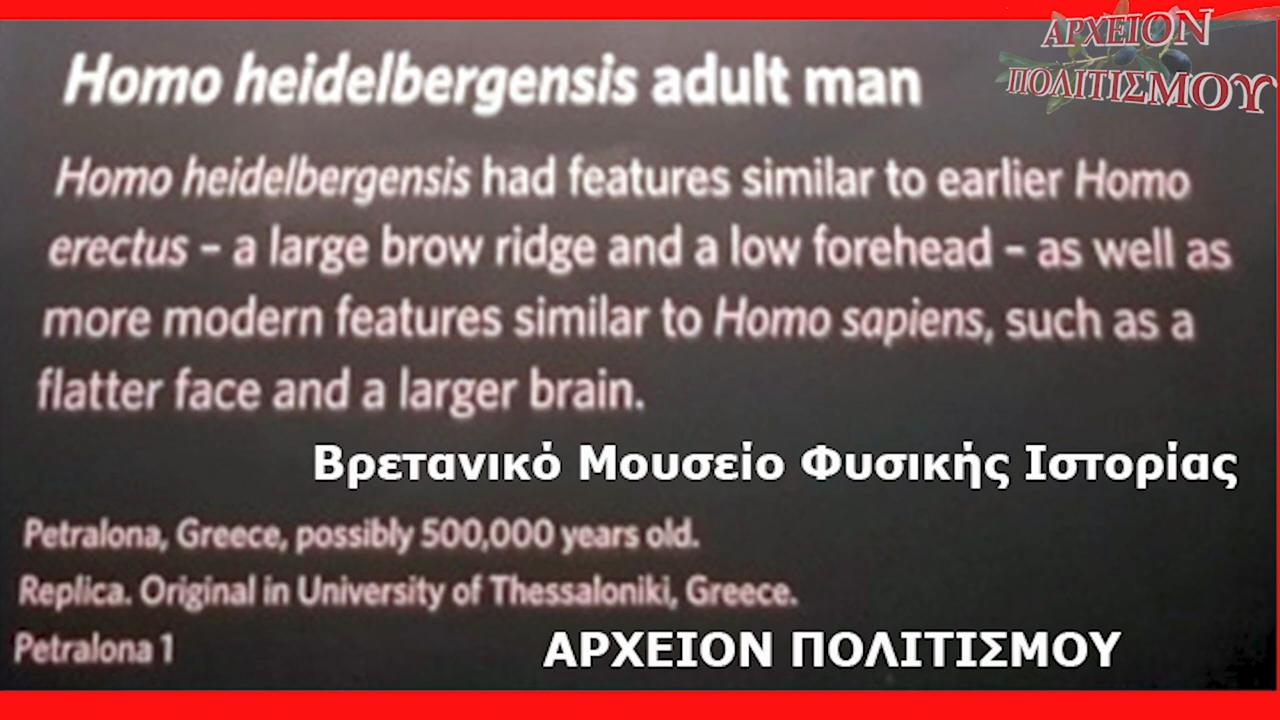 ΑΡΧΕΙΟΝ
ΠΟΛΙΤΙΣΜΟΥ
Homo heidelbergensis adult man
Homo heidelbergensis had features similar to earlier Homo
erectus – a large brow ridge and a low forehead – as well as
more modern features similar to Homo sapiens, such as a
flatter face and a larger brain.
Βρετανικό Μουσείο Φυσικής Ιστορίας
Petralona, Greece, possibly 500,000 years old.
Replica. Original in University of Thessaloniki, Greece.
Petralona 1
ΑΡΧΕΙΟΝ ΠΟΛΙΤΙΣΜΟΥ